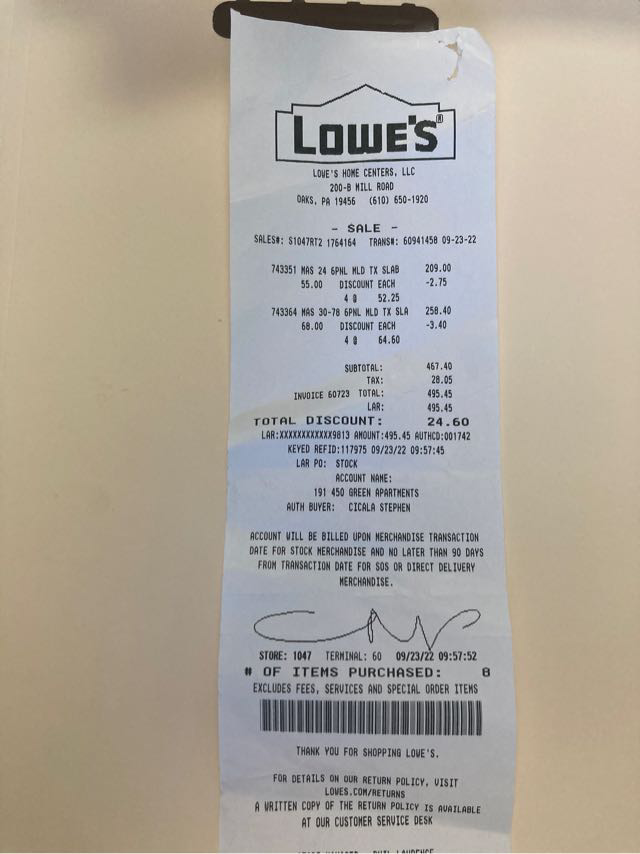 LOWE'S®
LOWE'S HOME CENTERS, LLC
200-B MILL ROAD
OAKS, PA 19456 (610) 650-1920
- SALE -
SALES#: S1047RT2 1764164 TRANS#: 60941458 09-23-22
743351 MAS 24 6PNL MLD TX SLAB 209.00
55.00 DISCOUNT EACH -2.75
4 @ 52.25
743364 MAS 30-78 6PNL MLD TX SLA 258.40
68.00 DISCOUNT EACH -3.40
4 @ 64.60
SUBTOTAL: 467.40
TAX: 28.05
INVOICE 60723 TOTAL: 495.45
LAR: 495.45
TOTAL DISCOUNT: 24.60
LAR:XXXXXXXXXXXX9813 AMOUNT:495.45 AUTHCD:001742
KEYED REFID:117975 09/23/22 09:57:45
LAR PO: STOCK
ACCOUNT NAME:
191 450 GREEN APARTMENTS
AUTH BUYER: CICALA STEPHEN
ACCOUNT WILL BE BILLED UPON MERCHANDISE TRANSACTION
DATE FOR STOCK MERCHANDISE AND NO LATER THAN 90 DAYS
FROM TRANSACTION DATE FOR SOS OR DIRECT DELIVERY
MERCHANDISE.
STORE: 1047 TERMINAL: 60 09/23/22 09:57:52
# OF ITEMS PURCHASED: 8
EXCLUDES FEES, SERVICES AND SPECIAL ORDER ITEMS
THANK YOU FOR SHOPPING LOWE'S.
FOR DETAILS ON OUR RETURN POLICY, VISIT
LOWES.COM/RETURNS
A WRITTEN COPY OF THE RETURN POLICY IS AVAILABLE
AT OUR CUSTOMER SERVICE DESK